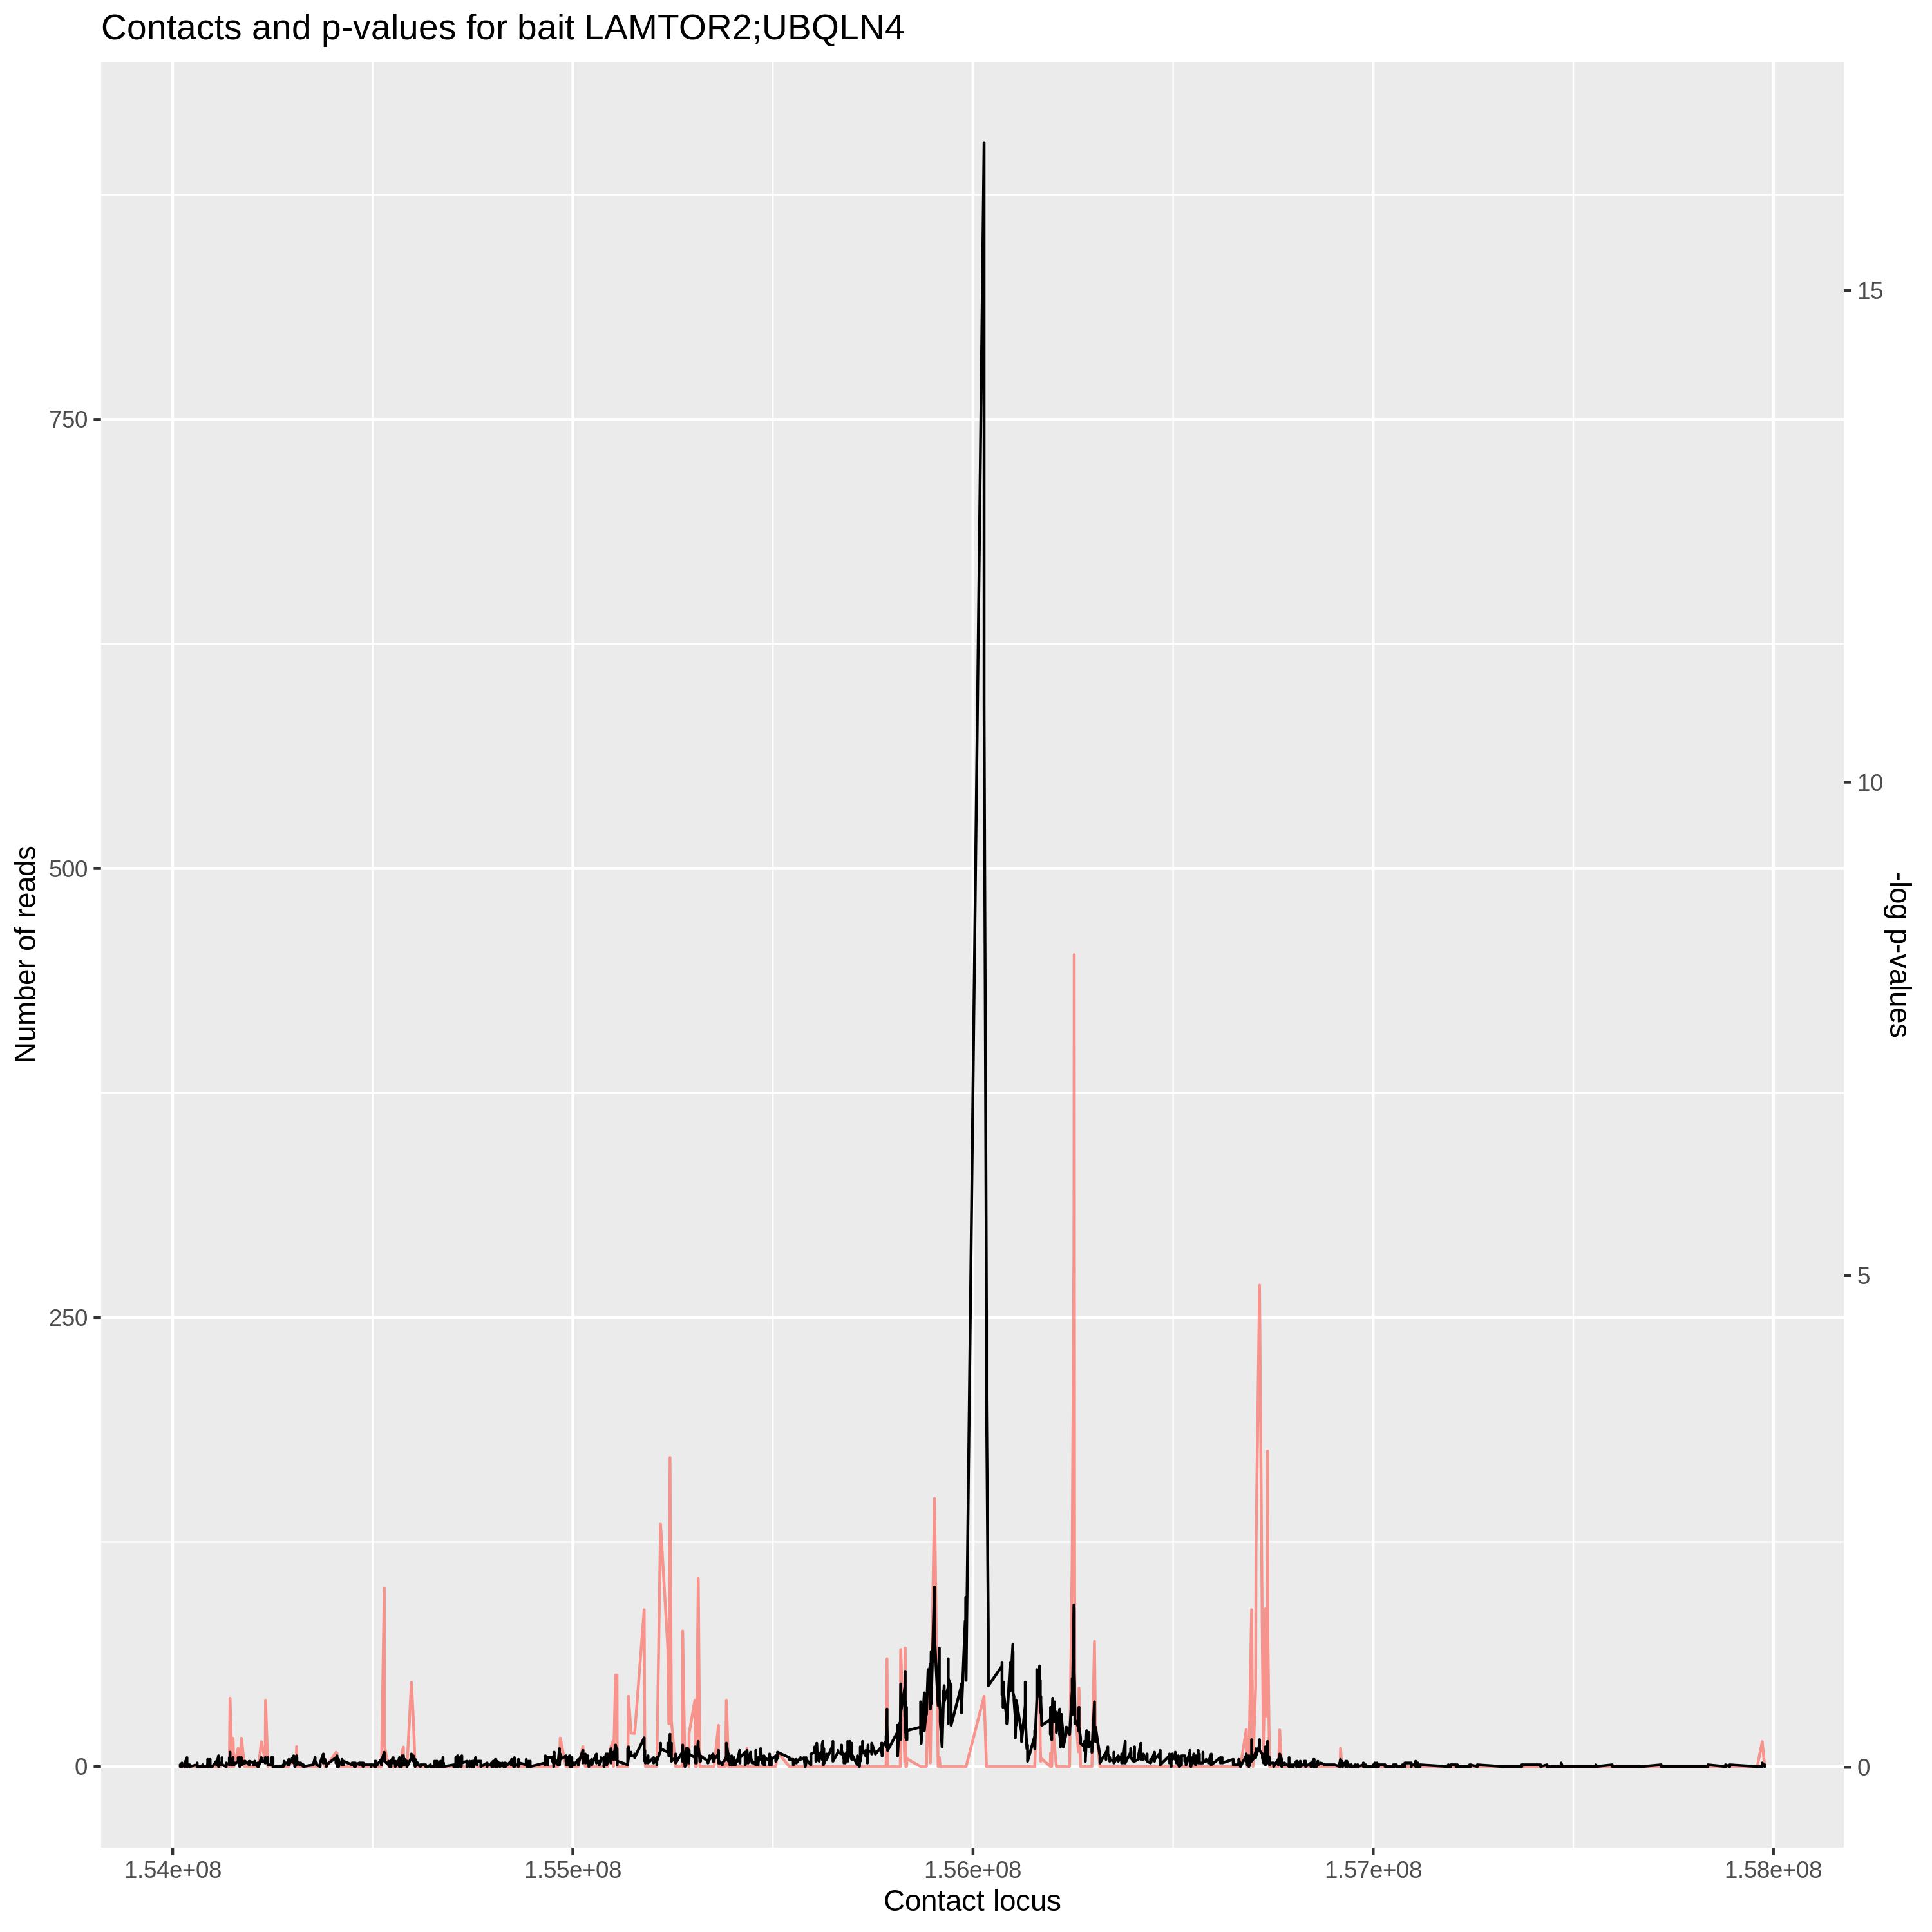 Contacts and p-values for bait LAMTOR2;UBQLN4
Number of reads
750
500
250
0
15
10
5
0
-log p-values
1.54e+08 1.55e+08 1.56e+08 1.57e+08 1.58e+08
Contact locus